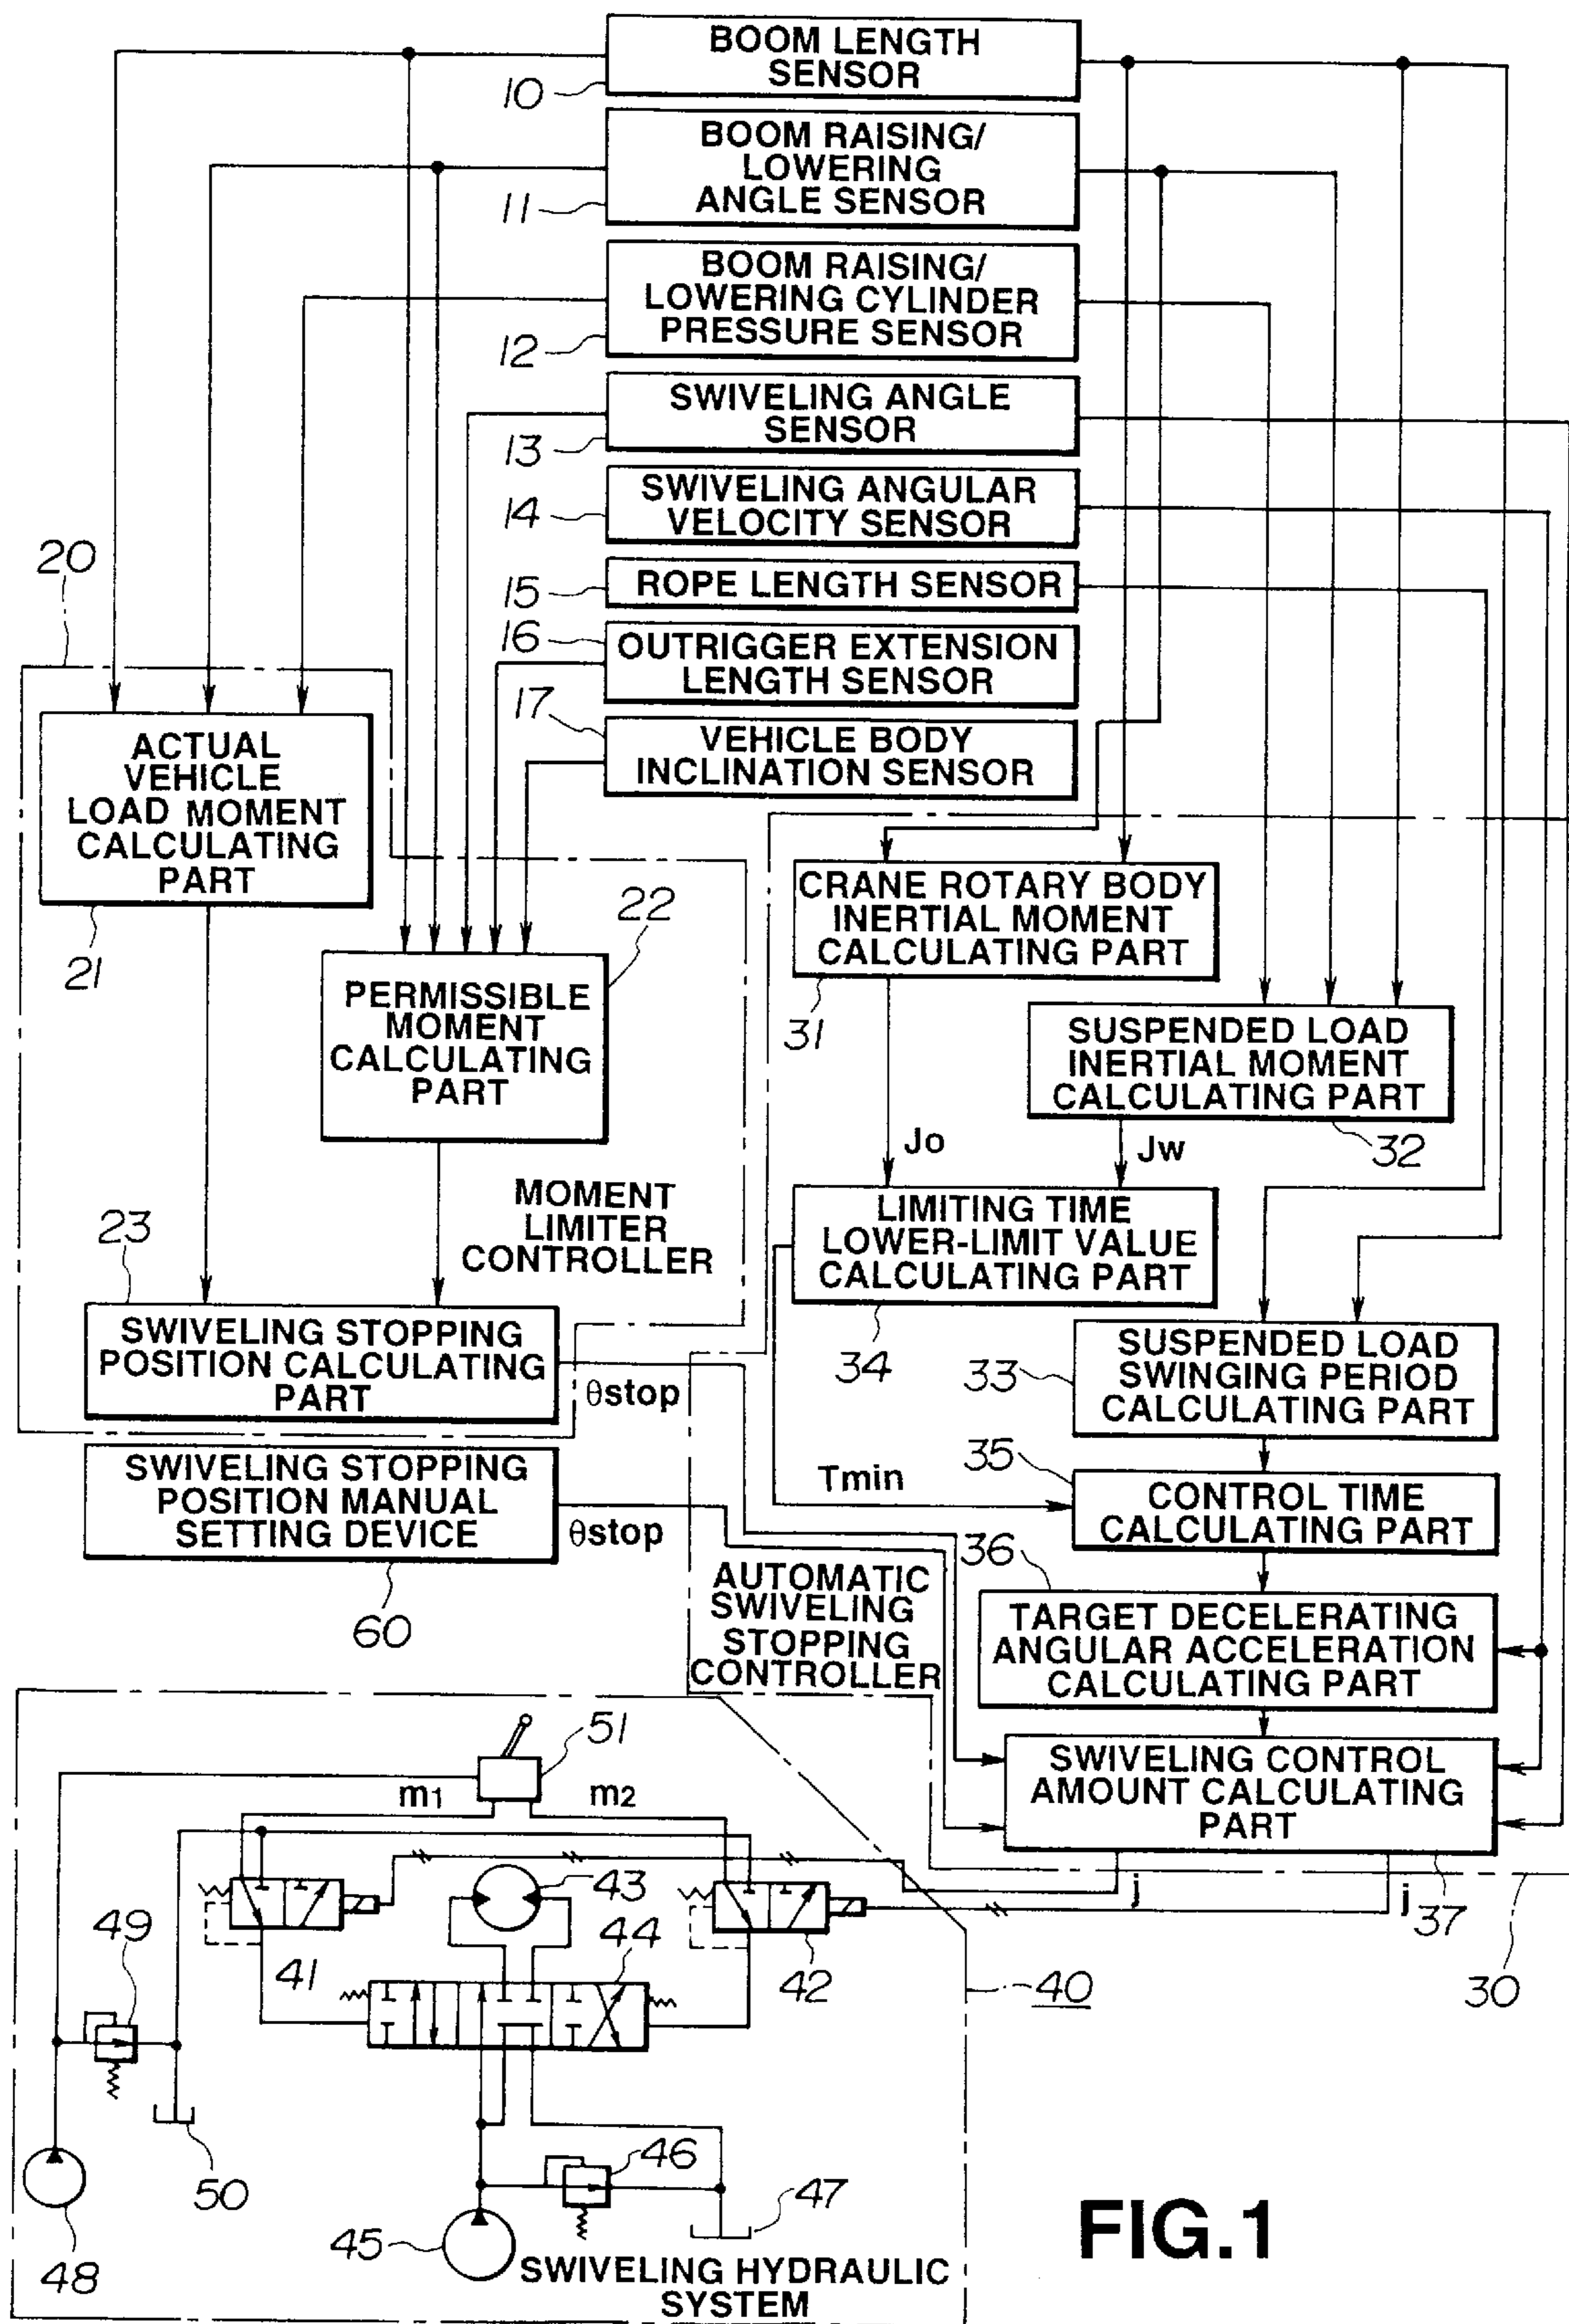 BOOM LENGTH
SENSOR
10
BOOM RAISING/
LOWERING
ANGLE SENSOR
11
BOOM RAISING/
LOWERING CYLINDER
PRESSURE SENSOR
12
SWIVELING ANGLE
SENSOR
13
SWIVELING ANGULAR
VELOCITY SENSOR
14
ROPE LENGTH SENSOR
15
OUTRIGGER EXTENSION
LENGTH SENSOR
16
VEHICLE BODY
INCLINATION SENSOR
17
20
ACTUAL
VEHICLE
LOAD MOMENT
CALCULATING
PART
21
22
PERMISSIBLE
MOMENT
CALCULATING
PART
MOMENT
LIMITER
CONTROLLER
23
SWIVELING STOPPING
POSITION CALCULATING
PART
θstop
SWIVELING STOPPING
POSITION MANUAL
SETTING DEVICE
θstop
60
CRANE ROTARY BODY
INERTIAL MOMENT
CALCULATING PART
31
SUSPENDED LOAD
INERTIAL MOMENT
CALCULATING PART
32
Jo
Jw
LIMITING TIME
LOWER-LIMIT VALUE
CALCULATING PART
34
SUSPENDED LOAD
SWINGING PERIOD
CALCULATING PART
33
Tmin
35
CONTROL TIME
CALCULATING PART
36
TARGET DECELERATING
ANGULAR ACCELERATION
CALCULATING PART
AUTOMATIC
SWIVELING
STOPPING
CONTROLLER
SWIVELING CONTROL
AMOUNT CALCULATING
PART
j
j
37
30
51
m1
m2
43
41
44
42
40
49
50
48
46
47
45
SWIVELING HYDRAULIC
SYSTEM
FIG.1